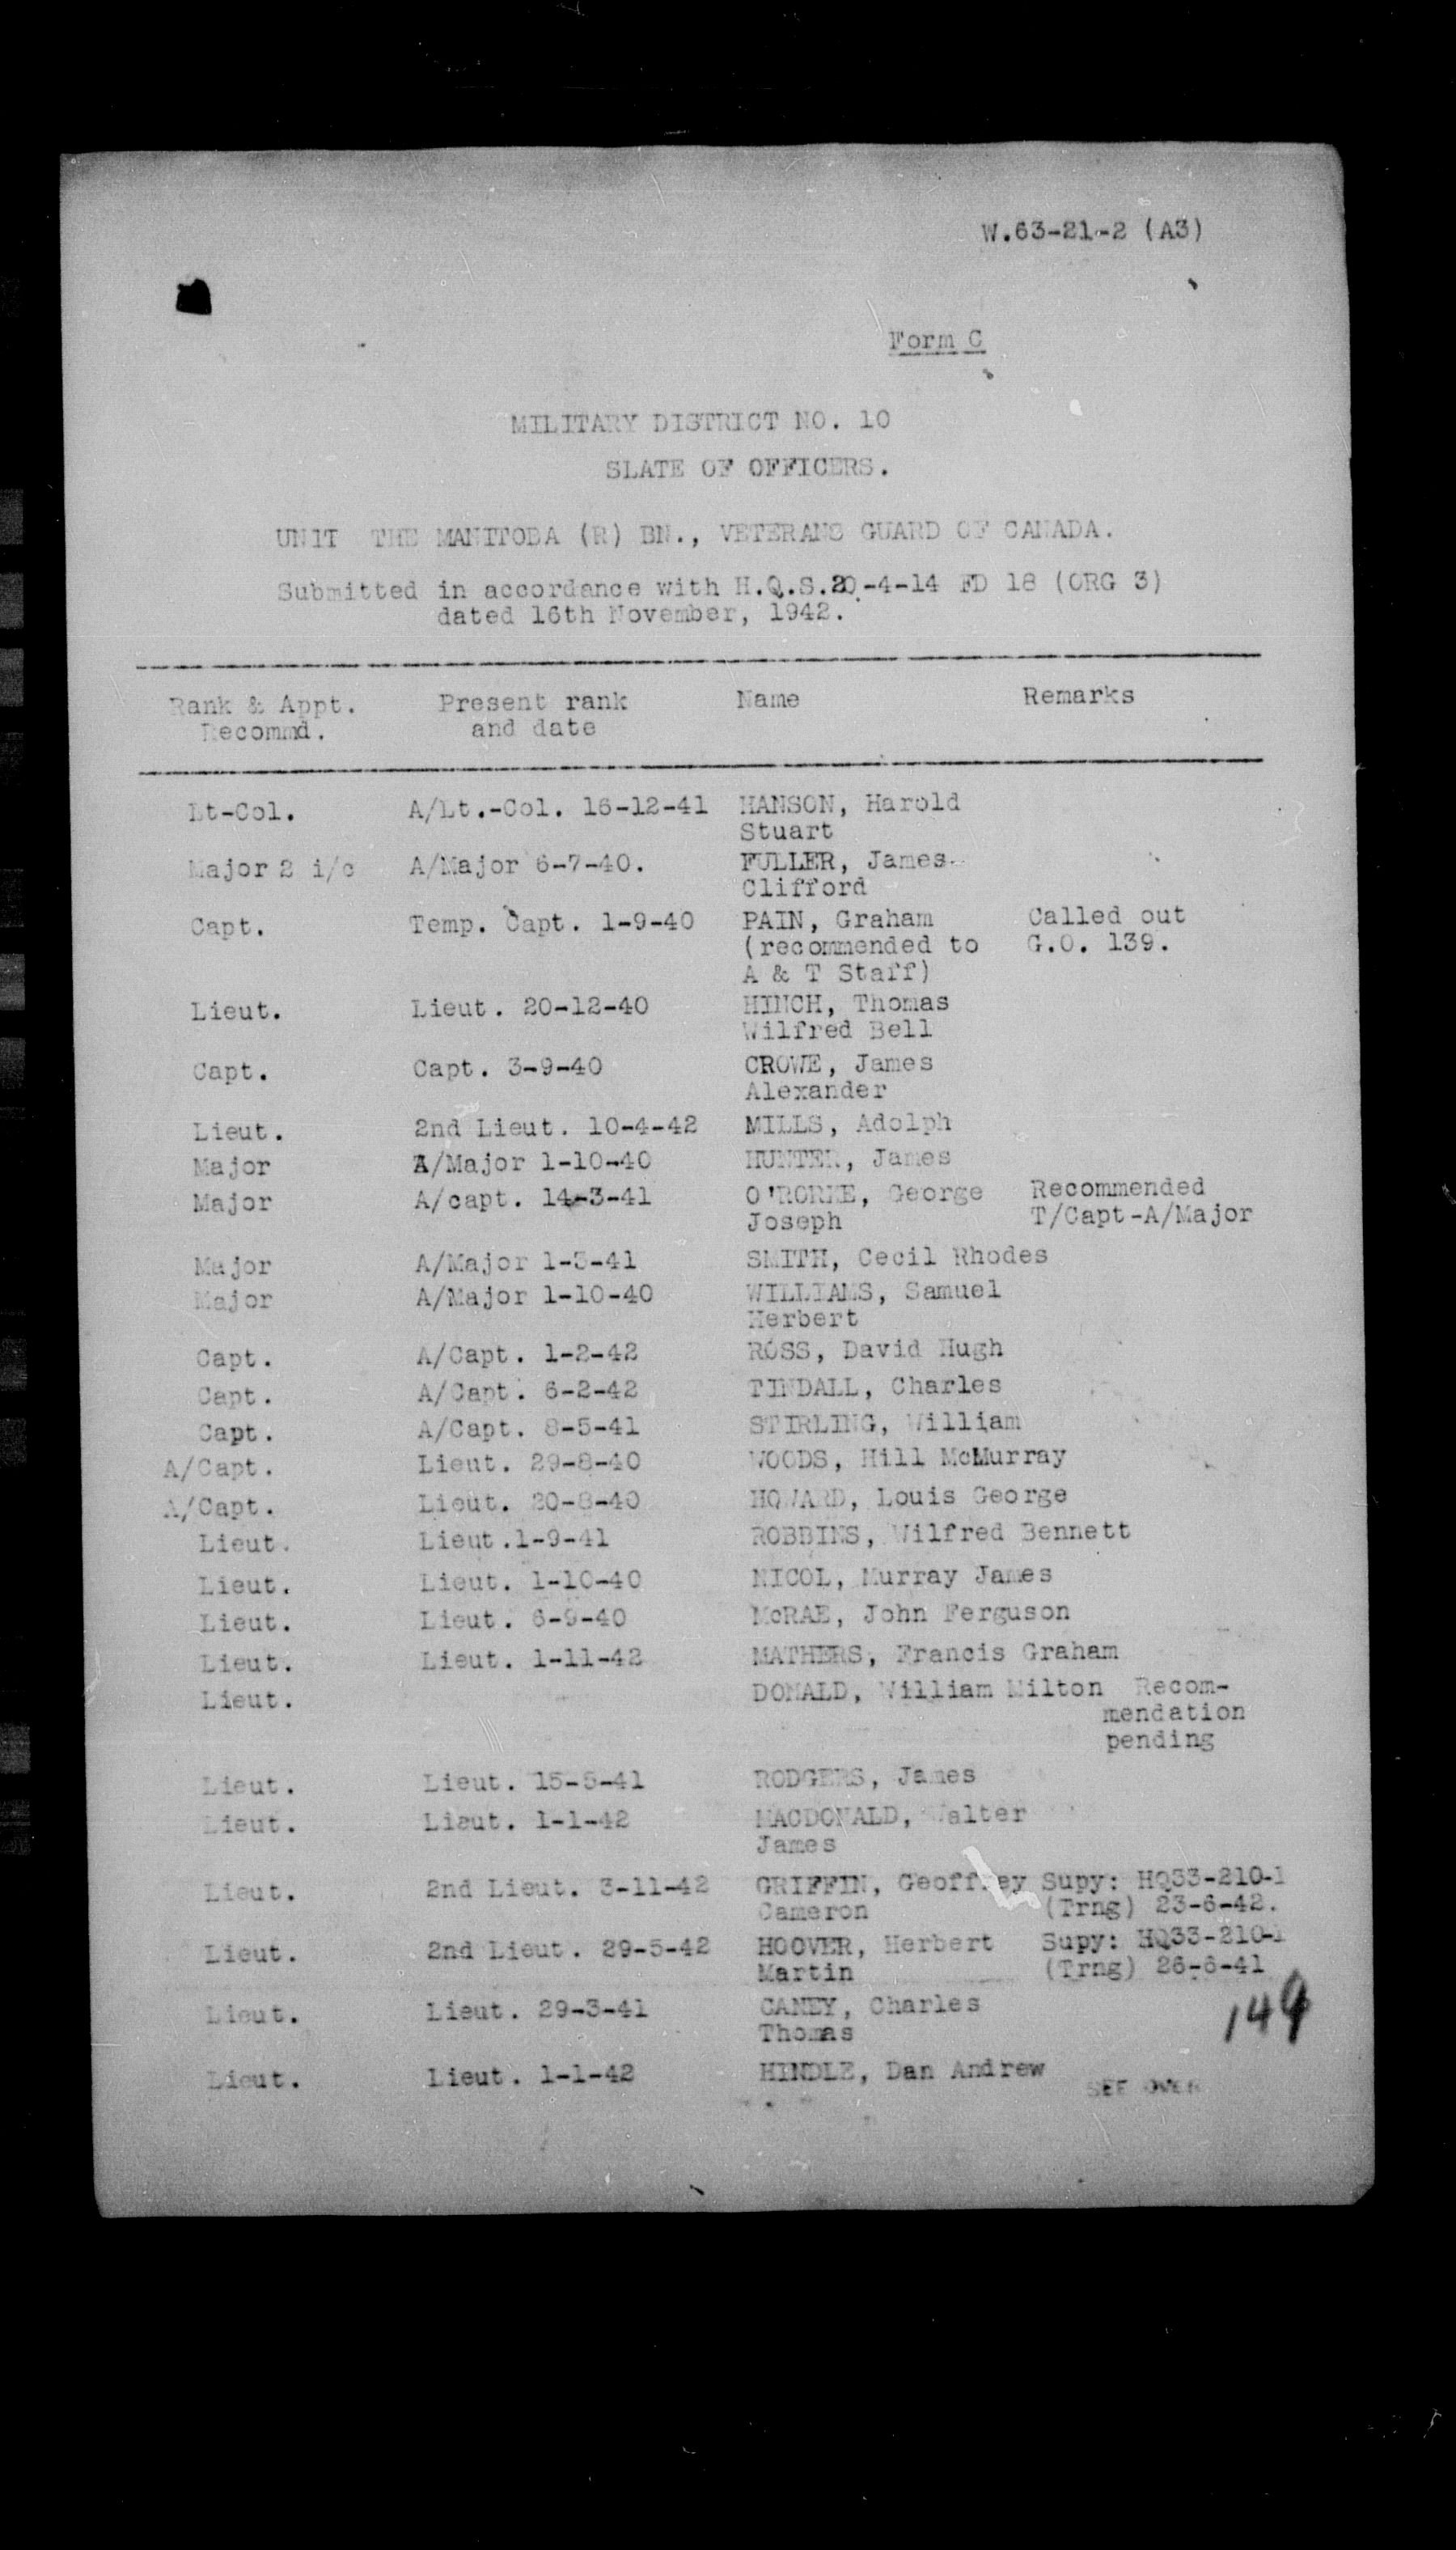 W.63-21-2 (A3)
Form C
MILITARY DISTRICT NO. 10
SLATE OF OFFICERS.
UNIT THE MANITOBA (R) BN., VETERANS GUARD OF CANADA.
Submitted in accordance with H.Q.S.20-4-14 FD 18 (ORG 3)
dated 16th November, 1942.
Rank & Appt. Present rank Name Remarks
Recommd. and date
Lt-Col. A/Lt.-Col. 16-12-41 HANSON, Harold
Stuart
Major 2 i/c A/Major 6-7-40. FULLER, James
Clifford
Capt. Temp. Capt. 1-9-40 PAIN, Graham Called out
(recommended to G.O. 139.
A & T Staff)
Lieut. Lieut. 20-12-40 HINCH, Thomas
Wilfred Bell
Capt. Capt. 3-9-40 CROWE, James
Alexander
Lieut. 2nd Lieut. 10-4-42 MILLS, Adolph
Major A/Major 1-10-40 HUNTER, James
Major A/capt. 14-3-41 O'RORKE, George Recommended
Joseph T/Capt-A/Major
Major A/Major SMITH, Cecil Rhodes
Major A/Major 1-10-40 WILLIAMS, Samuel
Herbert
Capt. A/Capt. 1-2-42 ROSS, David Hugh
Capt. A/Capt. 6-2-42 TINDALL, Charles
Capt. A/Capt. 8-5-41 STIRLING, William
A/Capt. Lieut. 29-8-40 WOODS, Hill McMurray
A/Capt. Lieut. HOWARD, Louis George
Lieut. Lieut.1-9-41 ROBBINS, Wilfred Bennett
Lieut. Lieut. 1-10-40 NICOL, Murray James
Lieut. Lieut. 6-9-40 McRAE, John Ferguson
Lieut. Lieut. 1-11-42 MATHERS, Francis Graham
Lieut. DONALD, William Milton Recom-
mendation
pending
Lieut. Lieut. 15-5-41 RODGERS, James
Lieut. Lieut. 1-1-42 MACDONALD, Walter
James
Lieut. 2nd Lieut. 3-11-42 GRIFFIN, Geoffrey Supy: HQ33-210-1
Cameron (Trng) 23-6-42.
Lieut. 2nd Lieut. 29-5-42 HOOVER, Herbert Supy: HQ33-210-1
Martin (Trng) 26-6-41
Lieut. Lieut. 29-3-41 CANEY, Charles
Thomas
149
Lieut. Lieut. 1-1-42 HINDLE, Dan Andrew
SEE OVER